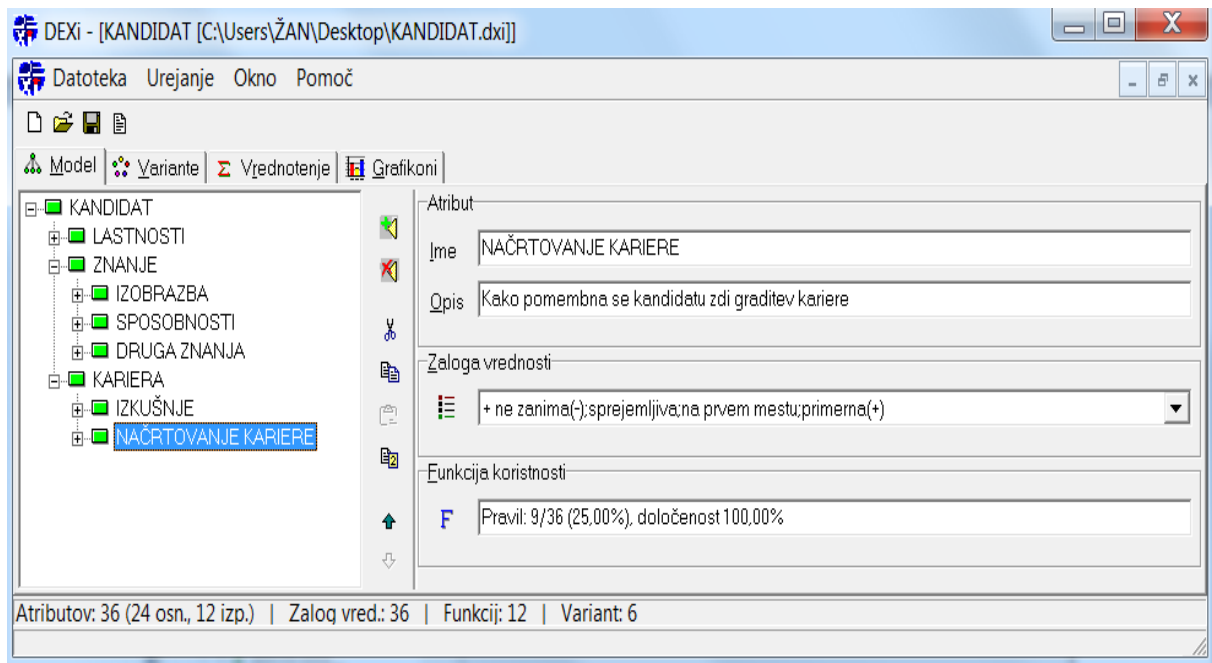 DEXi - [KANDIDAT [C:\Users\ŽAN\Desktop\KANDIDAT.dxi]]
Datoteka Urejanje Okno Pomoč
Model Variante Σ Vrednotenje Grafikoni
KANDIDAT
LASTNOSTI
ZNANJE
IZOBRAZBA
SPOSOBNOSTI
DRUGA ZNANJA
KARIERA
IZKUŠNJE
NAČRTOVANJE KARIERE
Atribut
Ime NAČRTOVANJE KARIERE
Opis Kako pomembna se kandidatu zdi graditev kariere
Zaloga vrednosti
+ ne zanima(-);sprejemljiva;na prvem mestu;primerna(+)
Funkcija koristnosti
F Pravil: 9/36 (25,00%), določenost 100,00%
Atributov: 36 (24 osn., 12 izp.) | Zalog vred.: 36 | Funkcij: 12 | Variant: 6